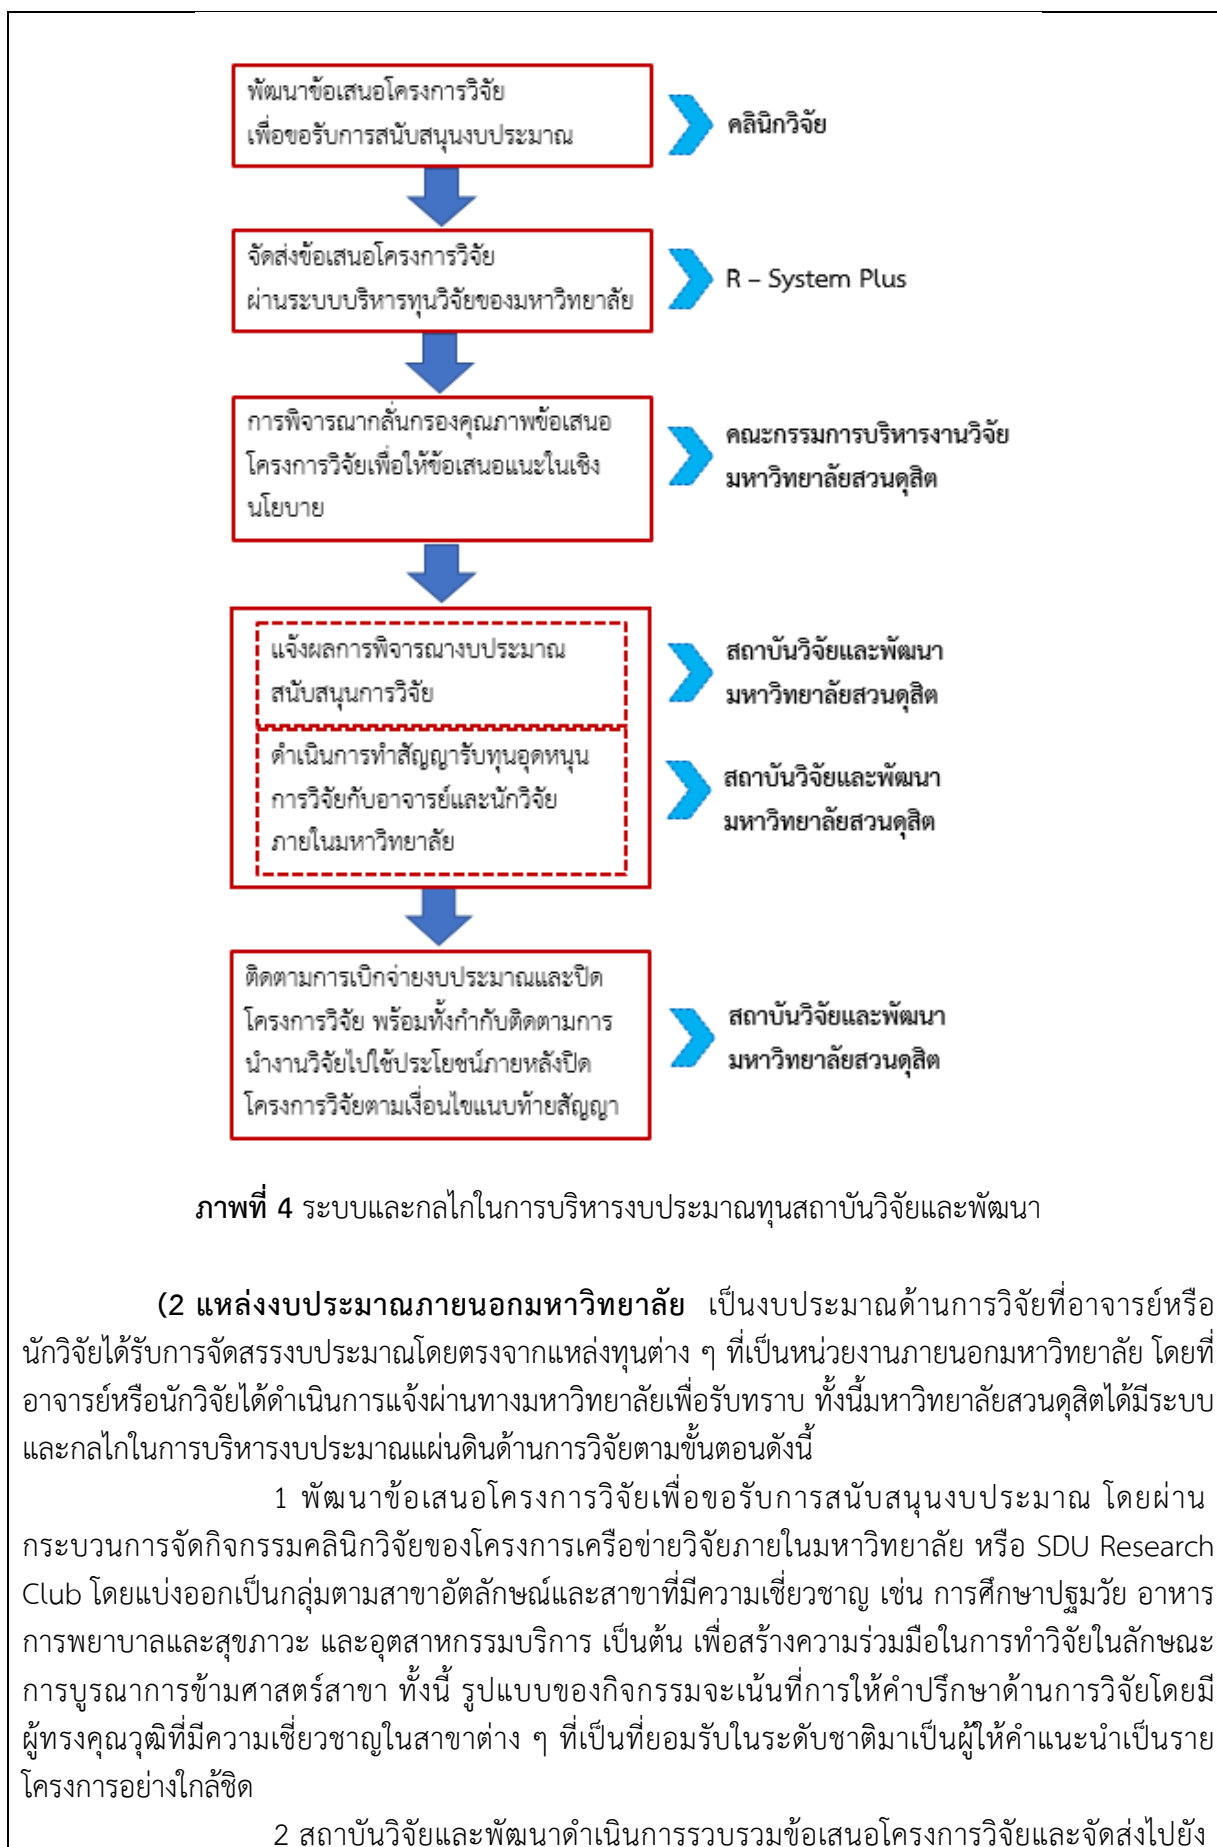 พัฒนาข้อเสนอโครงการวิจัย
เพื่อขอรับการสนับสนุนงบประมาณ
คลินิกวิจัย
จัดส่งข้อเสนอโครงการวิจัย
ผ่านระบบบริหารทุนวิจัยของมหาวิทยาลัย
R – System Plus
การพิจารณากลั่นกรองคุณภาพข้อเสนอ
โครงการวิจัยเพื่อให้ข้อเสนอแนะในเชิง
นโยบาย
คณะกรรมการบริหารงานวิจัย
มหาวิทยาลัยสวนดุสิต
แจ้งผลการพิจารณางบประมาณ
สนับสนุนการวิจัย
สถาบันวิจัยและพัฒนา
มหาวิทยาลัยสวนดุสิต
ดำเนินการทำสัญญารับทุนอุดหนุน
การวิจัยกับอาจารย์และนักวิจัย
ภายในมหาวิทยาลัย
สถาบันวิจัยและพัฒนา
มหาวิทยาลัยสวนดุสิต
ติดตามการเบิกจ่ายงบประมาณและปิด
โครงการวิจัย พร้อมทั้งกำกับติดตามการ
นำงานวิจัยไปใช้ประโยชน์ภายหลังปิด
โครงการวิจัยตามเงื่อนไขแนบท้ายสัญญา
สถาบันวิจัยและพัฒนา
มหาวิทยาลัยสวนดุสิต
ภาพที่ 4 ระบบและกลไกในการบริหารงบประมาณทุนสถาบันวิจัยและพัฒนา
(2 แหล่งงบประมาณภายนอกมหาวิทยาลัย เป็นงบประมาณด้านการวิจัยที่อาจารย์หรือ
นักวิจัยได้รับการจัดสรรงบประมาณโดยตรงจากแหล่งทุนต่าง ๆ ที่เป็นหน่วยงานภายนอกมหาวิทยาลัย โดยที่
อาจารย์หรือนักวิจัยได้ดำเนินการแจ้งผ่านทางมหาวิทยาลัยเพื่อรับทราบ ทั้งนี้มหาวิทยาลัยสวนดุสิตได้มีระบบ
และกลไกในการบริหารงบประมาณแผ่นดินด้านการวิจัยตามขั้นตอนดังนี้
1 พัฒนาข้อเสนอโครงการวิจัยเพื่อขอรับการสนับสนุนงบประมาณ โดยผ่าน
กระบวนการจัดกิจกรรมคลินิกวิจัยของโครงการเครือข่ายวิจัยภายในมหาวิทยาลัย หรือ SDU Research
Club โดยแบ่งออกเป็นกลุ่มตามสาขาอัตลักษณ์และสาขาที่มีความเชี่ยวชาญ เช่น การศึกษาปฐมวัย อาหาร
การพยาบาลและสุขภาวะ และอุตสาหกรรมบริการ เป็นต้น เพื่อสร้างความร่วมมือในการทำวิจัยในลักษณะ
การบูรณาการข้ามศาสตร์สาขา ทั้งนี้ รูปแบบของกิจกรรมจะเน้นที่การให้คำปรึกษาด้านการวิจัยโดยมี
ผู้ทรงคุณวุฒิที่มีความเชี่ยวชาญในสาขาต่าง ๆ ที่เป็นที่ยอมรับในระดับชาติมาเป็นผู้ให้คำแนะนำเป็นราย
โครงการอย่างใกล้ชิด
2 สถาบันวิจัยและพัฒนาดำเนินการรวบรวมข้อเสนอโครงการวิจัยและจัดส่งไปยัง